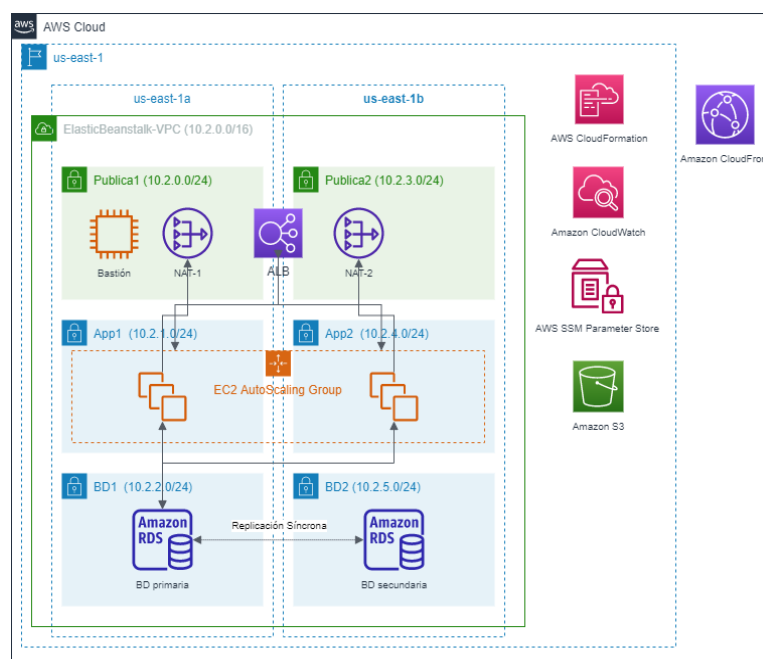 aws
AWS Cloud
us-east-1
us-east-1a
us-east-1b
ElasticBeanstalk-VPC (10.2.0.0/16)
Publica1 (10.2.0.0/24)
Publica2 (10.2.3.0/24)
Bastión
NAT-1
ALB
NAT-2
App1 (10.2.1.0/24)
App2 (10.2.4.0/24)
EC2 AutoScaling Group
BD1 (10.2.2.0/24)
BD2 (10.2.5.0/24)
Amazon
RDS
Replicación Síncrona
Amazon
RDS
BD primaria
BD secundaria
AWS CloudFormation
Amazon CloudFro
Amazon CloudWatch
AWS SSM Parameter Store
Amazon S3